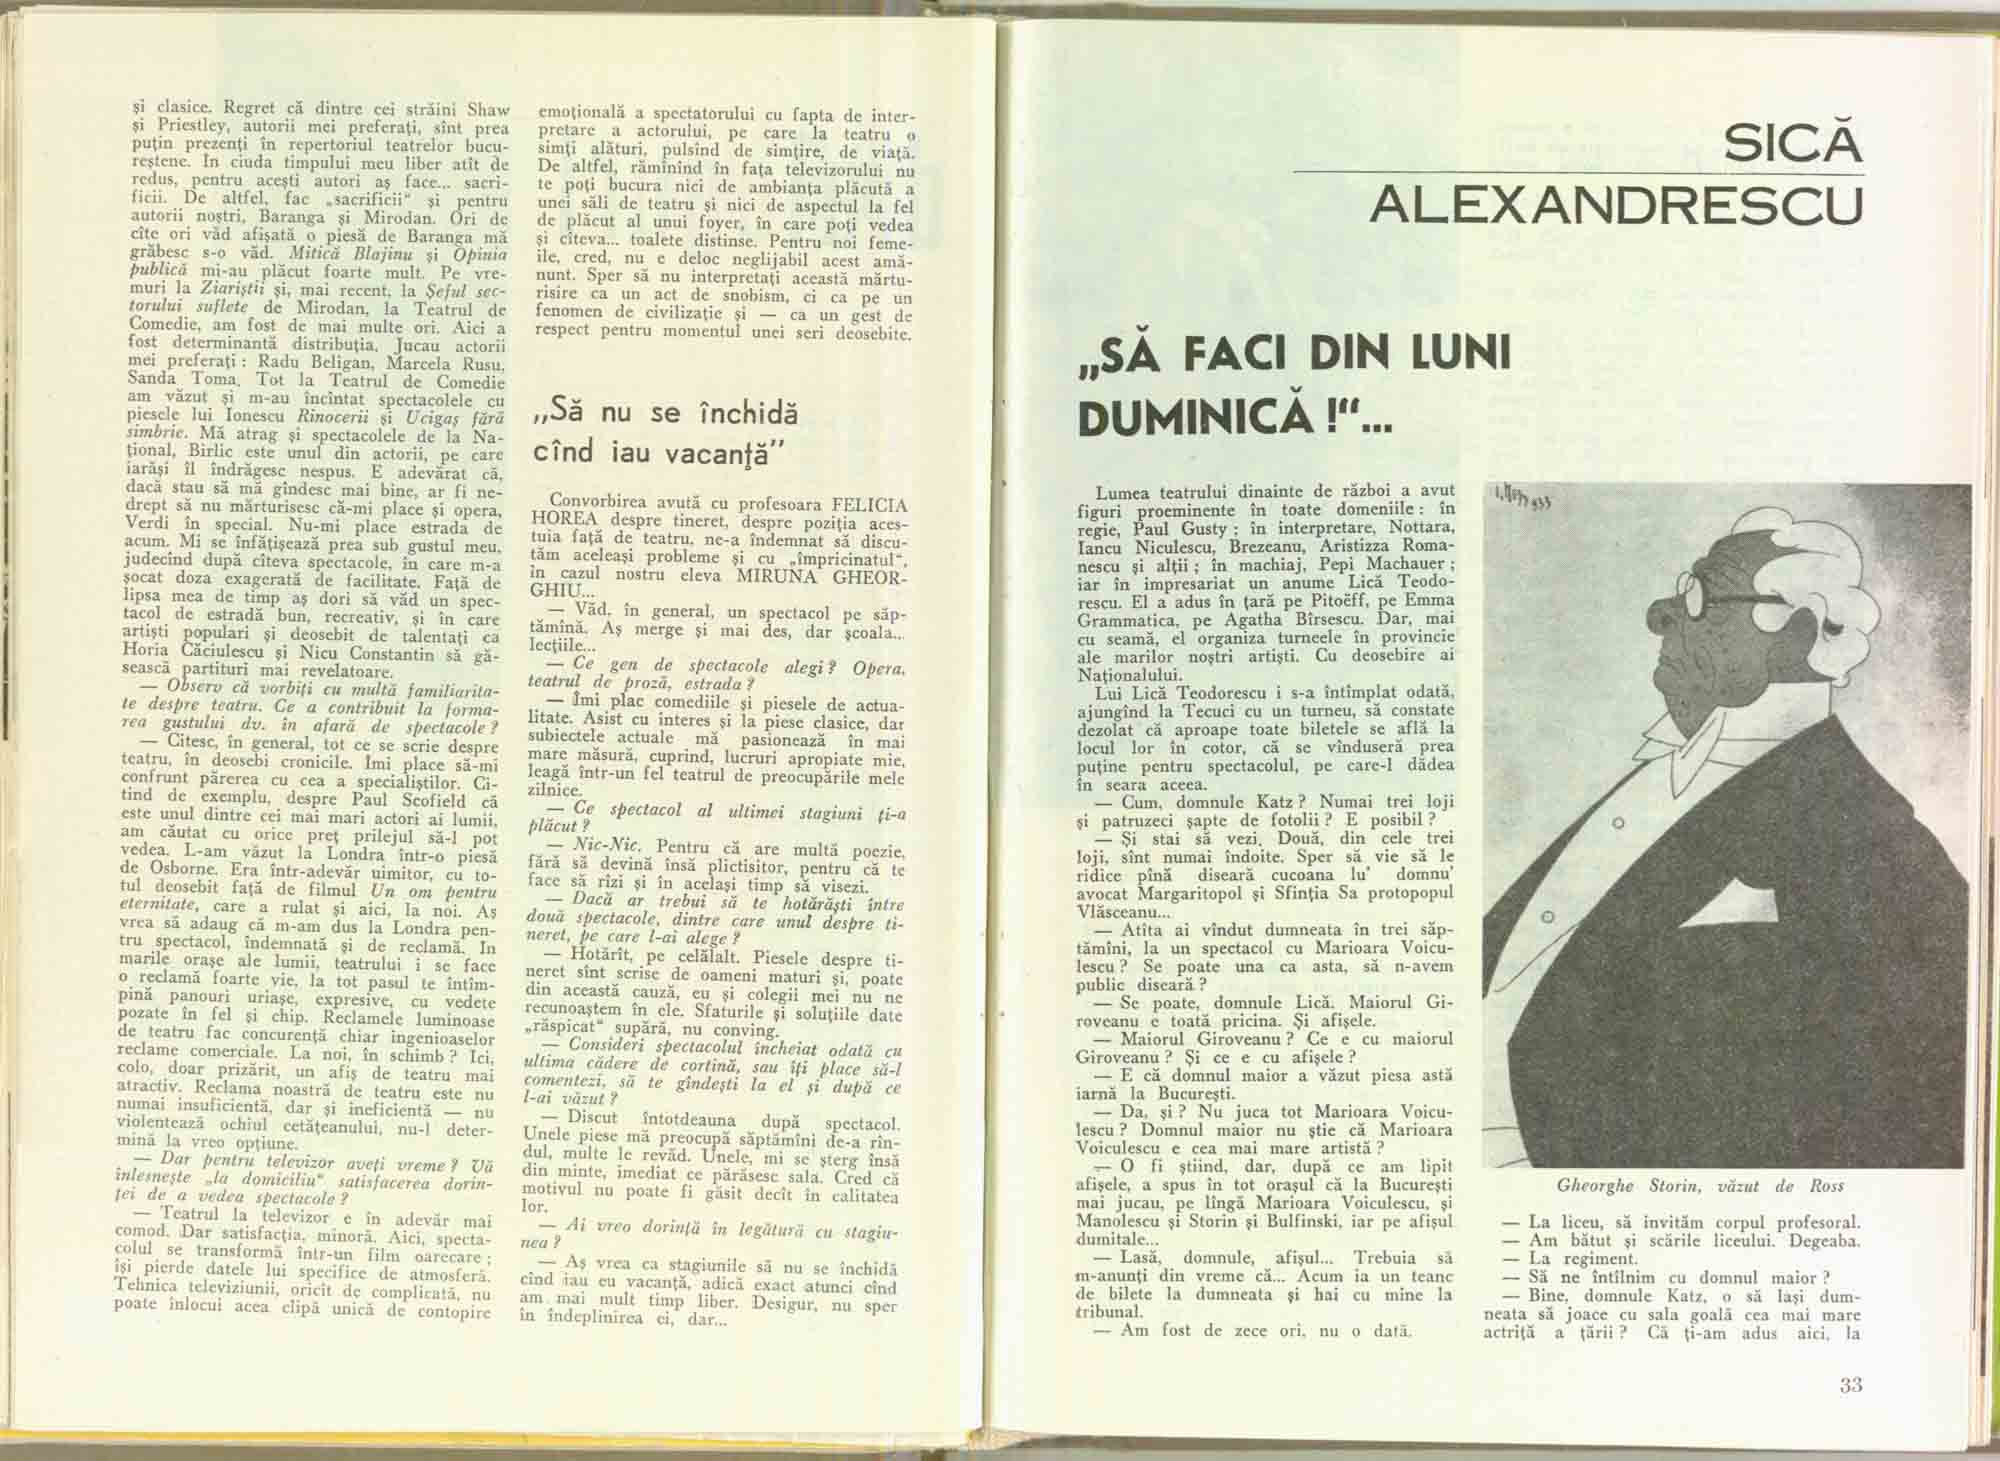 și clasice. Regret că dintre cei străini Shaw
și Priestley, autorii mei preferați, sînt prea
puțin prezenți în repertoriul teatrelor bucu-
reștene. In ciuda timpului meu liber atît de
redus, pentru acești autori aș face... sacri-
ficii. De altfel, fac „sacrificii“ și pentru
autorii noștri, Baranga și Mirodan. Ori de
cîte ori văd afișată o piesă de Baranga mă
grăbesc s-o văd. Mitică Blajinu și Opinia
publică mi-au plăcut foarte mult. Pe vre-
muri la Ziariștii și, mai recent, la Șeful sec-
torului suflete de Mirodan, la Teatrul de
Comedie, am fost de mai multe ori. Aici a
fost determinantă distribuția. Jucau actorii
mei preferați : Radu Beligan, Marcela Rusu,
Sanda Toma. Tot la Teatrul de Comedie
am văzut și m-au încîntat spectacolele cu
piesele lui Ionescu Rinocerii și Ucigaș fără
simbrie. Mă atrag și spectacolele de la Na-
țional, Birlic este unul din actorii, pe care
iarăși îl îndrăgesc nespus. E adevărat că,
dacă stau să mă gîndesc mai bine, ar fi ne-
drept să nu mărturisesc că-mi place și opera,
Verdi în special. Nu-mi place estrada de
acum. Mi se înfățișează prea sub gustul meu,
judecînd după cîteva spectacole, în care m-a
șocat doza exagerată de facilitate. Față de
lipsa mea de timp aș dori să văd un spec-
tacol de estradă bun, recreativ, și în care
artiști populari și deosebit de talentați ca
Horia Căciulescu și Nicu Constantin să gă-
sească partituri mai revelatoare.
— Observ că vorbiți cu multă familiarita-
te despre teatru. Ce a contribuit la forma-
rea gustului dv. în afară de spectacole ?
— Citesc, în general, tot ce se scrie despre
teatru, în deosebi cronicile. Îmi place să-mi
confrunt părerea cu cea a specialiștilor. Ci-
tind de exemplu, despre Paul Scofield că
este unul dintre cei mai mari actori ai lumii,
am căutat cu orice preț prilejul să-l pot
vedea. L-am văzut la Londra într-o piesă
de Osborne. Era într-adevăr uimitor, cu to-
tul deosebit față de filmul Un om pentru
eternitate, care a rulat și aici, la noi. Aș
vrea să adaug că m-am dus la Londra pen-
tru spectacol, îndemnată și de reclamă. In
marile orașe ale lumii, teatrului i se face
o reclamă foarte vie, la tot pasul te întîm-
pină panouri uriașe, expresive, cu vedete
pozate în fel și chip. Reclamele luminoase
de teatru fac concurență chiar ingenioaselor
reclame comerciale. La noi, în schimb ? Ici,
colo, doar prizărit, un afiș de teatru mai
atractiv. Reclama noastră de teatru este nu
numai insuficientă, dar și ineficientă — nu
violentează ochiul cetățeanului, nu-l deter-
mină la vreo opțiune.
— Dar pentru televizor aveți vreme ? Vă
înlesnește „la domiciliu“ satisfacerea dorin-
ței de a vedea spectacole ?
— Teatrul la televizor e în adevăr mai
comod. Dar satisfacția, minoră. Aici, specta-
colul se transformă într-un film oarecare ;
își pierde datele lui specifice de atmosferă.
Tehnica televiziunii, oricît de complicată, nu
poate înlocui acea clipă unică de contopire
emoțională a spectatorului cu fapta de inter-
pretare a actorului, pe care la teatru o
simți alături, pulsînd de simțire, de viață.
De altfel, rămînînd în fața televizorului nu
te poți bucura nici de ambianța plăcută a
unei săli de teatru și nici de aspectul la fel
de plăcut al unui foyer, în care poți vedea
și cîteva... toalete distinse. Pentru noi feme-
ile, cred, nu e deloc neglijabil acest amă-
nunt. Sper să nu interpretați această mărtu-
risire ca un act de snobism, ci ca pe un
fenomen de civilizație și — ca un gest de
respect pentru momentul unei seri deosebite.
„Să nu se închidă
cînd iau vacanță”
Convorbirea avută cu profesoara FELICIA
HOREA despre tineret, despre poziția aces-
tuia față de teatru, ne-a îndemnat să discu-
tăm aceleași probleme și cu „împricinatul“,
în cazul nostru eleva MIRUNA GHEOR-
GHIU...
— Văd, în general, un spectacol pe săp-
tămînă. Aș merge și mai des, dar școala...
lecțiile...
— Ce gen de spectacole alegi ? Opera,
teatrul de proză, estrada ?
— Îmi plac comediile și piesele de actua-
litate. Asist cu interes și la piese clasice, dar
subiectele actuale mă pasionează în mai
mare măsură, cuprind, lucruri apropiate mie,
leagă într-un fel teatrul de preocupările mele
zilnice.
— Ce spectacol al ultimei stagiuni ți-a
plăcut ?
— Nic-Nic. Pentru că are multă poezie,
fără să devină însă plictisitor, pentru că te
face să rîzi și în același timp să visezi.
— Dacă ar trebui să te hotărăști între
două spectacole, dintre care unul despre ti-
neret, pe care l-ai alege ?
— Hotărît, pe celălalt. Piesele despre ti-
neret sînt scrise de oameni maturi și, poate
din această cauză, eu și colegii mei nu ne
recunoaștem în ele. Sfaturile și soluțiile date
„răspicat“ supără, nu conving.
— Consideri spectacolul încheiat odată cu
ultima cădere de cortină, sau îți place să-l
comentezi, să te gîndești la el și după ce
l-ai văzut ?
— Discut întotdeauna după spectacol.
Unele piese mă preocupă săptămîni de-a rîn-
dul, multe le revăd. Unele, mi se șterg însă
din minte, imediat ce părăsesc sala. Cred că
motivul nu poate fi găsit decît în calitatea
lor.
— Ai vreo dorință în legătură cu stagiu-
nea ?
— Aș vrea ca stagiunile să nu se închidă
cînd iau eu vacanță, adică exact atunci cînd
am mai mult timp liber. Desigur, nu sper
în îndeplinirea ei, dar...
SICĂ
ALEXANDRESCU
„SĂ FACI DIN LUNI
DUMINICĂ !“...
Lumea teatrului dinainte de război a avut
figuri proeminente în toate domeniile : în
regie, Paul Gusty ; în interpretare, Nottara,
Iancu Niculescu, Brezeanu, Aristizza Roma-
nescu și alții ; în machiaj, Pepi Machauer ;
iar în impresariat un anume Lică Teodo-
rescu. El a adus în țară pe Pitoëff, pe Emma
Grammatica, pe Agatha Bîrsescu. Dar, mai
cu seamă, el organiza turneele în provincie
ale marilor noștri artiști. Cu deosebire ai
Naționalului.
Lui Lică Teodorescu i s-a întîmplat odată,
ajungînd la Tecuci cu un turneu, să constate
dezolat că aproape toate biletele se află la
locul lor în cotor, că se vînduseră prea
puține pentru spectacolul, pe care-l dădea
în seara aceea.
— Cum, domnule Katz ? Numai trei loji
și patruzeci șapte de fotolii ? E posibil ?
— Și stai să vezi. Două, din cele trei
loji, sînt numai îndoite. Sper să vie să le
ridice pînă diseară cucoana lu’ domnu’
avocat Margaritopol și Sfinția Sa protopopul
Vlăsceanu...
— Atîta ai vîndut dumneata în trei săp-
tămîni, la un spectacol cu Marioara Voicu-
lescu ? Se poate una ca asta, să n-avem
public diseară ?
— Se poate, domnule Lică. Maiorul Gi-
roveanu e toată pricina. Și afișele.
— Maiorul Giroveanu ? Ce e cu maiorul
Giroveanu ? Și ce e cu afișele ?
— E că domnul maior a văzut piesa astă
iarnă la București.
— Da, și ? Nu juca tot Marioara Voicu-
lescu ? Domnul maior nu știe că Marioara
Voiculescu e cea mai mare artistă ?
— O fi știind, dar, după ce am lipit
afișele, a spus în tot orașul că la București
mai jucau, pe lîngă Marioara Voiculescu, și
Manolescu și Storin și Bulfinski, iar pe afișul
dumitale...
— Lasă, domnule, afișul... Trebuia să
m-anunți din vreme că... Acum ia un teanc
de bilete la dumneata și hai cu mine la
tribunal.
— Am fost de zece ori, nu o dată.
I. Ross 933
Gheorghe Storin, văzut de Ross
— La liceu, să invităm corpul profesoral.
— Am bătut și scările liceului. Degeaba.
— La regiment.
— Să ne întîlnim cu domnul maior ?
— Bine, domnule Katz, o să lași dum-
neata să joace cu sala goală cea mai mare
actriță a țării ? Că ți-am adus aici, la
33